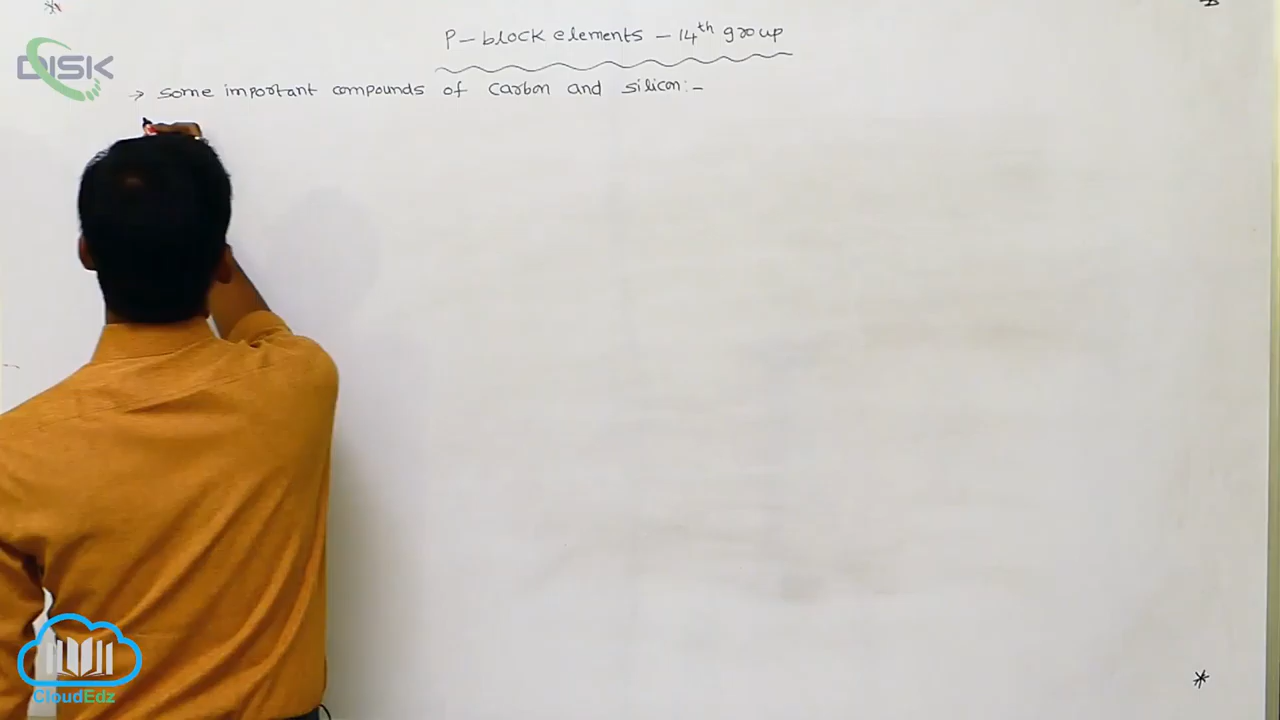 P-block elements - 14th group
DISK
→ Some important compounds of Carbon and silicon:-
CloudEdz
*